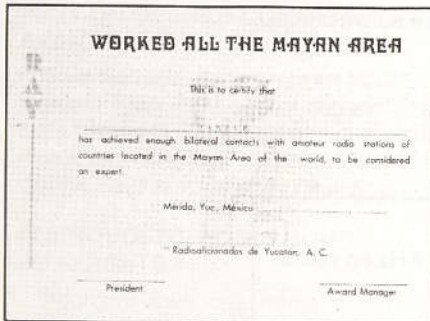 WORKED ALL THE MAYAN AREA
This is to certify that
has achieved enough bilateral contacts with amateur radio stations of
countries located in the Mayan Area of the world, to be considered
an expert.
Mérida, Yuc., México
Radioaficionados de Yucatán, A. C.
President
Award Manager